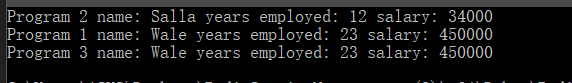 Program 2 name: Salla years employed: 12 salary: 34000
Program 1 name: Wale years employed: 23 salary: 450000
Program 3 name: Wale years employed: 23 salary: 450000